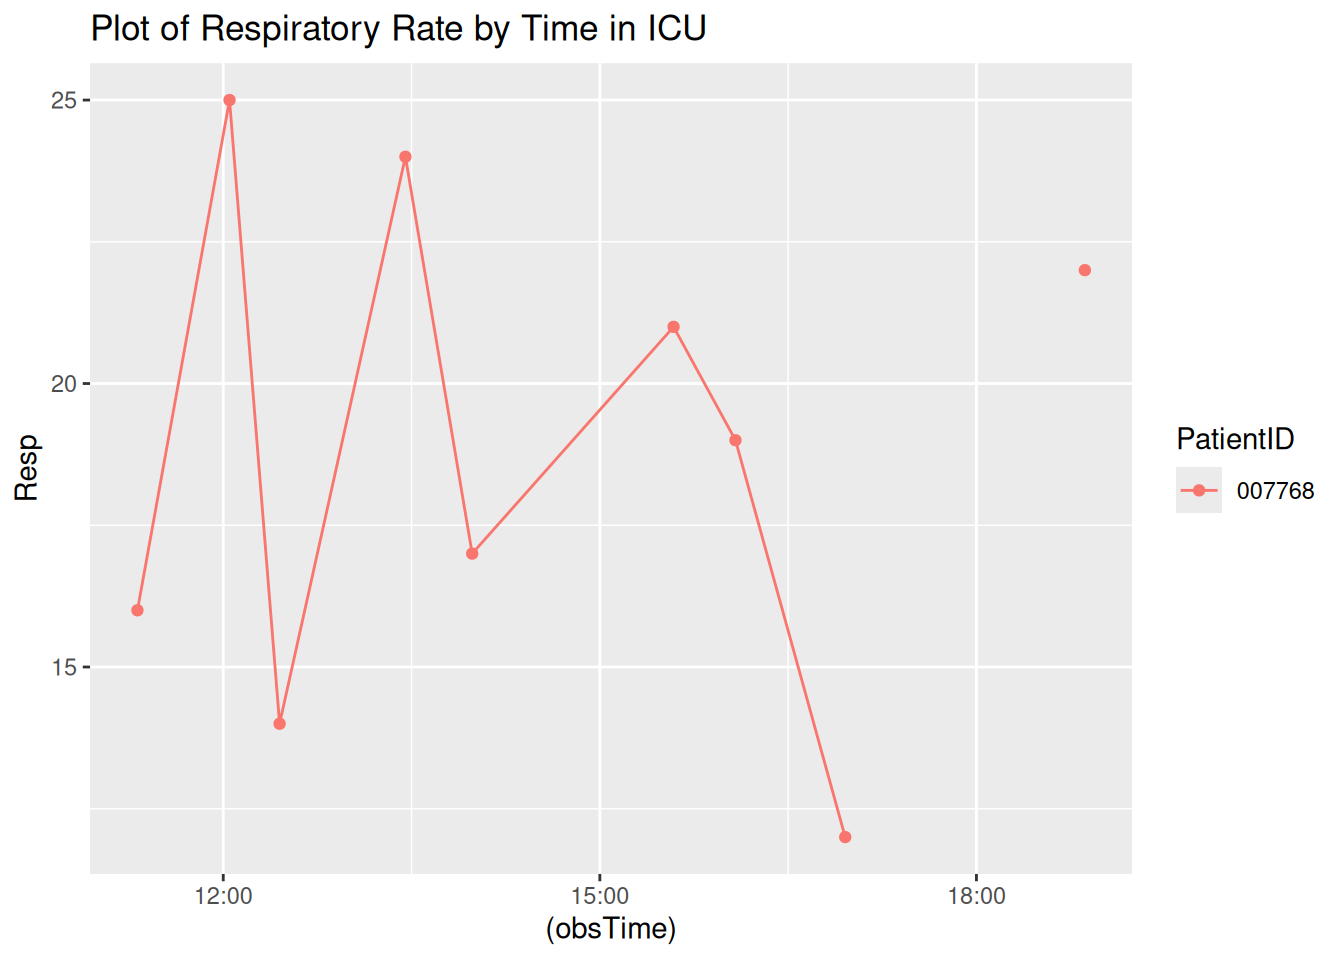 Plot of Respiratory Rate by Time in ICU
25
20
15
Resp
12:00
15:00
18:00
(obsTime)
PatientID
007768